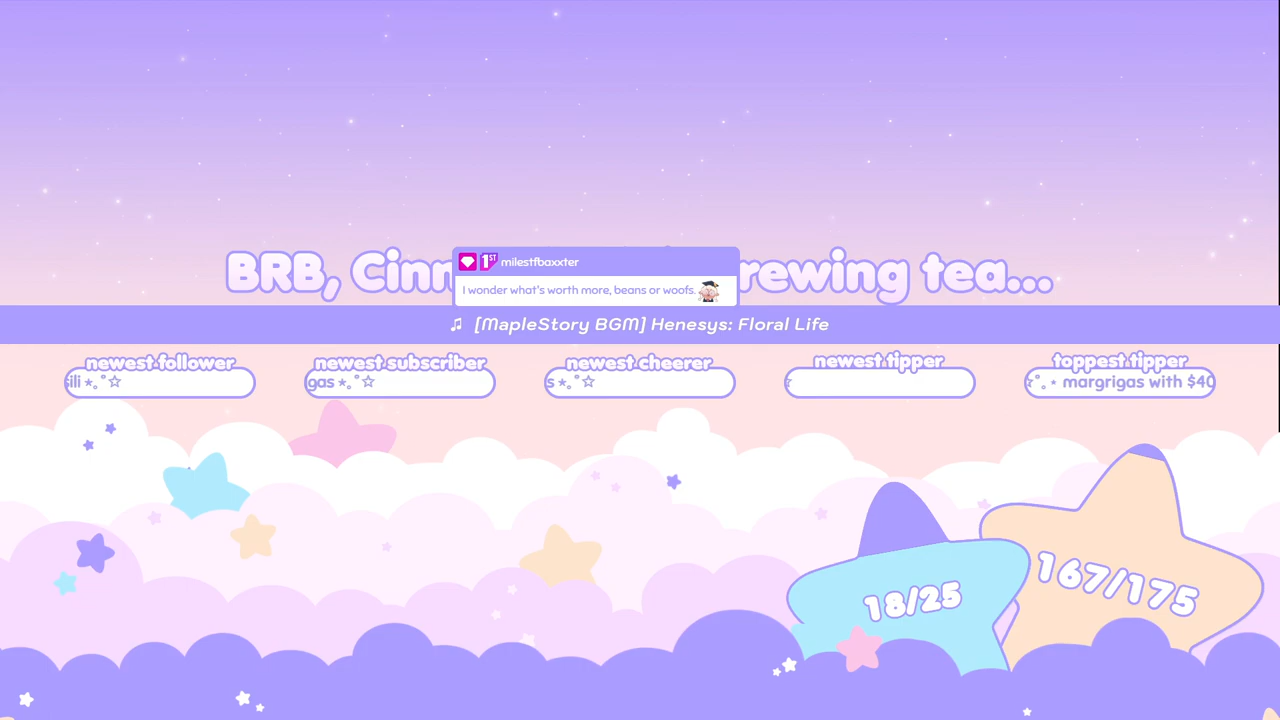 BRB, Cinn rewing tea...
1ST milestfbaxxter
I wonder what's worth more, beans or woofs.
♫ [MapleStory BGM] Henesys: Floral Life
newest follower
newest subscriber
newest cheerer
newest tipper
toppest tipper
sili ⋆｡˚☆
gas ⋆｡˚☆
s ⋆｡˚☆
☆
☆˚｡⋆ margrigas with $40
18/25
167/175